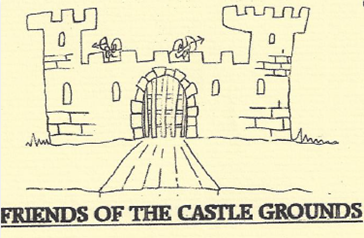 FRIENDS OF THE CASTLE GROUNDS